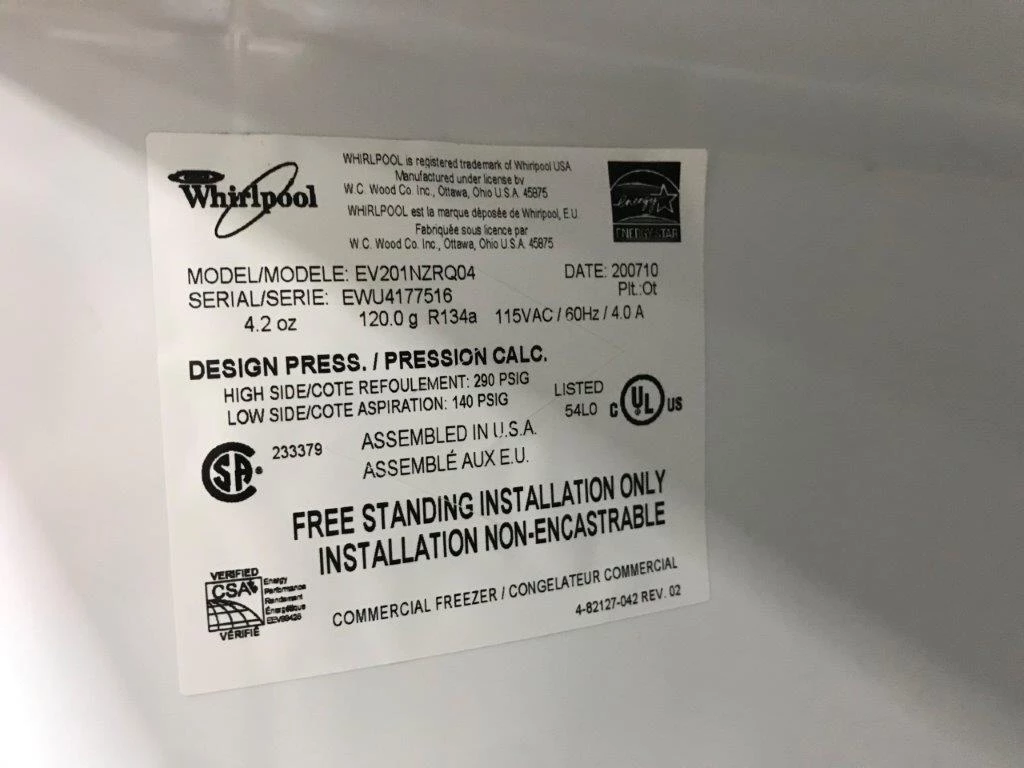 Whirlpool
WHIRLPOOL is registered trademark of Whirlpool USA
Manufactured under license by
W.C. Wood Co. Inc., Ottawa, Ohio U.S.A. 45875
WHIRLPOOL est la marque déposée de Whirlpool, E.U.
Fabriquée sous licence par
W.C. Wood Co. Inc., Ottawa, Ohio U.S.A. 45875
energy
ENERGY STAR
MODEL/MODELE: EV201NZRQ04
DATE: 200710
SERIAL/SERIE: EWU4177516
Plt.:Ot
4.2 oz 120.0 g R134a 115VAC / 60Hz / 4.0 A
DESIGN PRESS. / PRESSION CALC.
HIGH SIDE/COTE REFOULEMENT: 290 PSIG
LOW SIDE/COTE ASPIRATION: 140 PSIG
LISTED
54L0
C UL US
SA
233379
ASSEMBLED IN U.S.A.
ASSEMBLÉ AUX E.U.
FREE STANDING INSTALLATION ONLY
INSTALLATION NON-ENCASTRABLE
VERIFIED
CSA
Energy
Performance
Rendement
Énergétique
VÉRIFIÉ
COMMERCIAL FREEZER / CONGELATEUR COMMERCIAL
4-82127-042 REV. 02